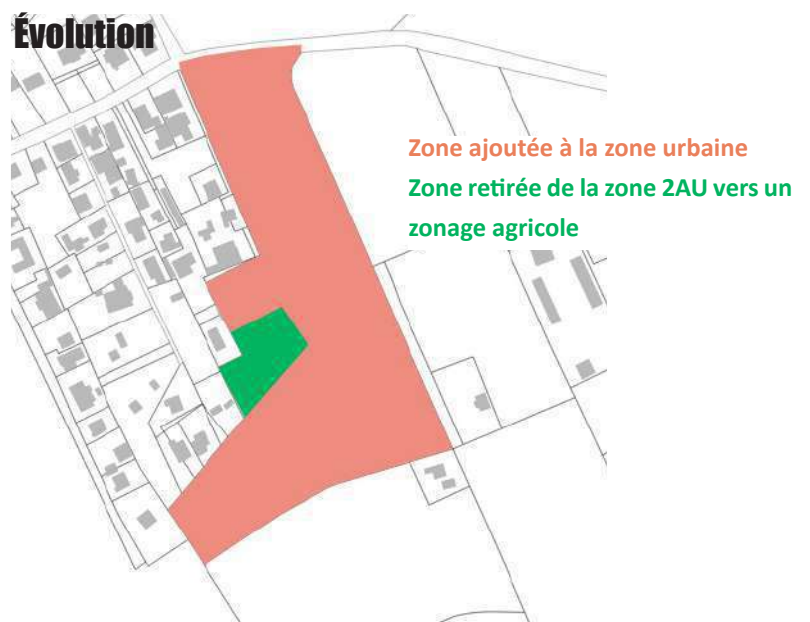 Évolution
Zone ajoutée à la zone urbaine
Zone retirée de la zone 2AU vers un
zonage agricole